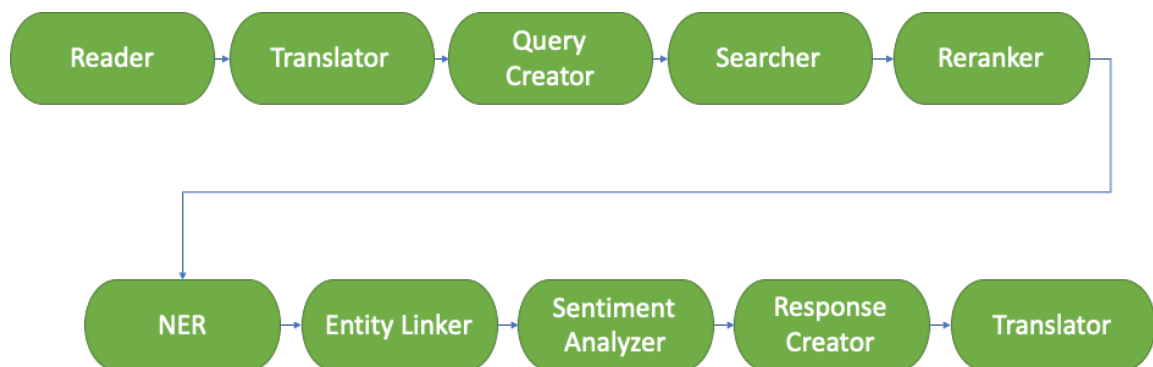 Reader
Translator
Query
Creator
Searcher
Reranker
NER
Entity Linker
Sentiment
Analyzer
Response
Creator
Translator